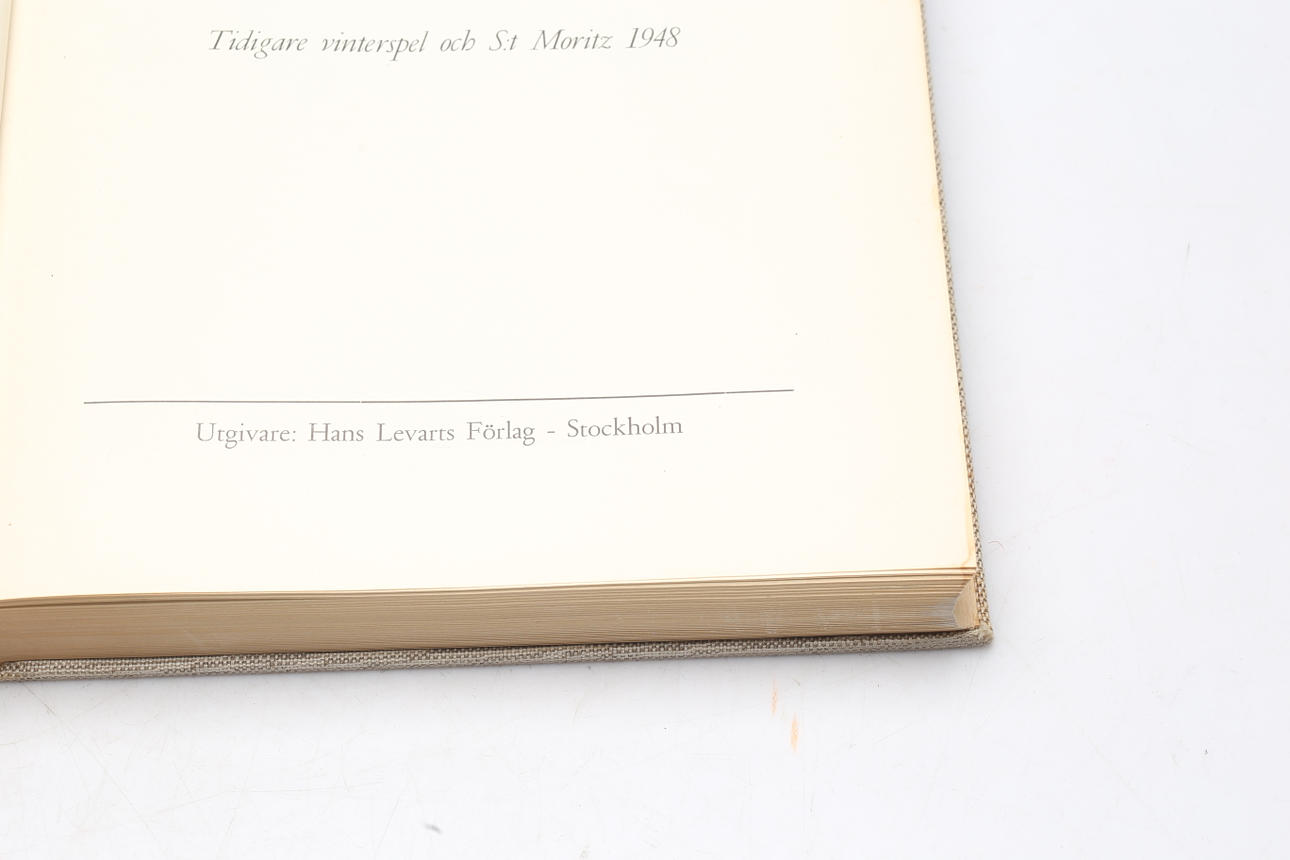 Tidigare vinterspel och S:t Moritz 1948
Utgivare: Hans Levarts Förlag - Stockholm